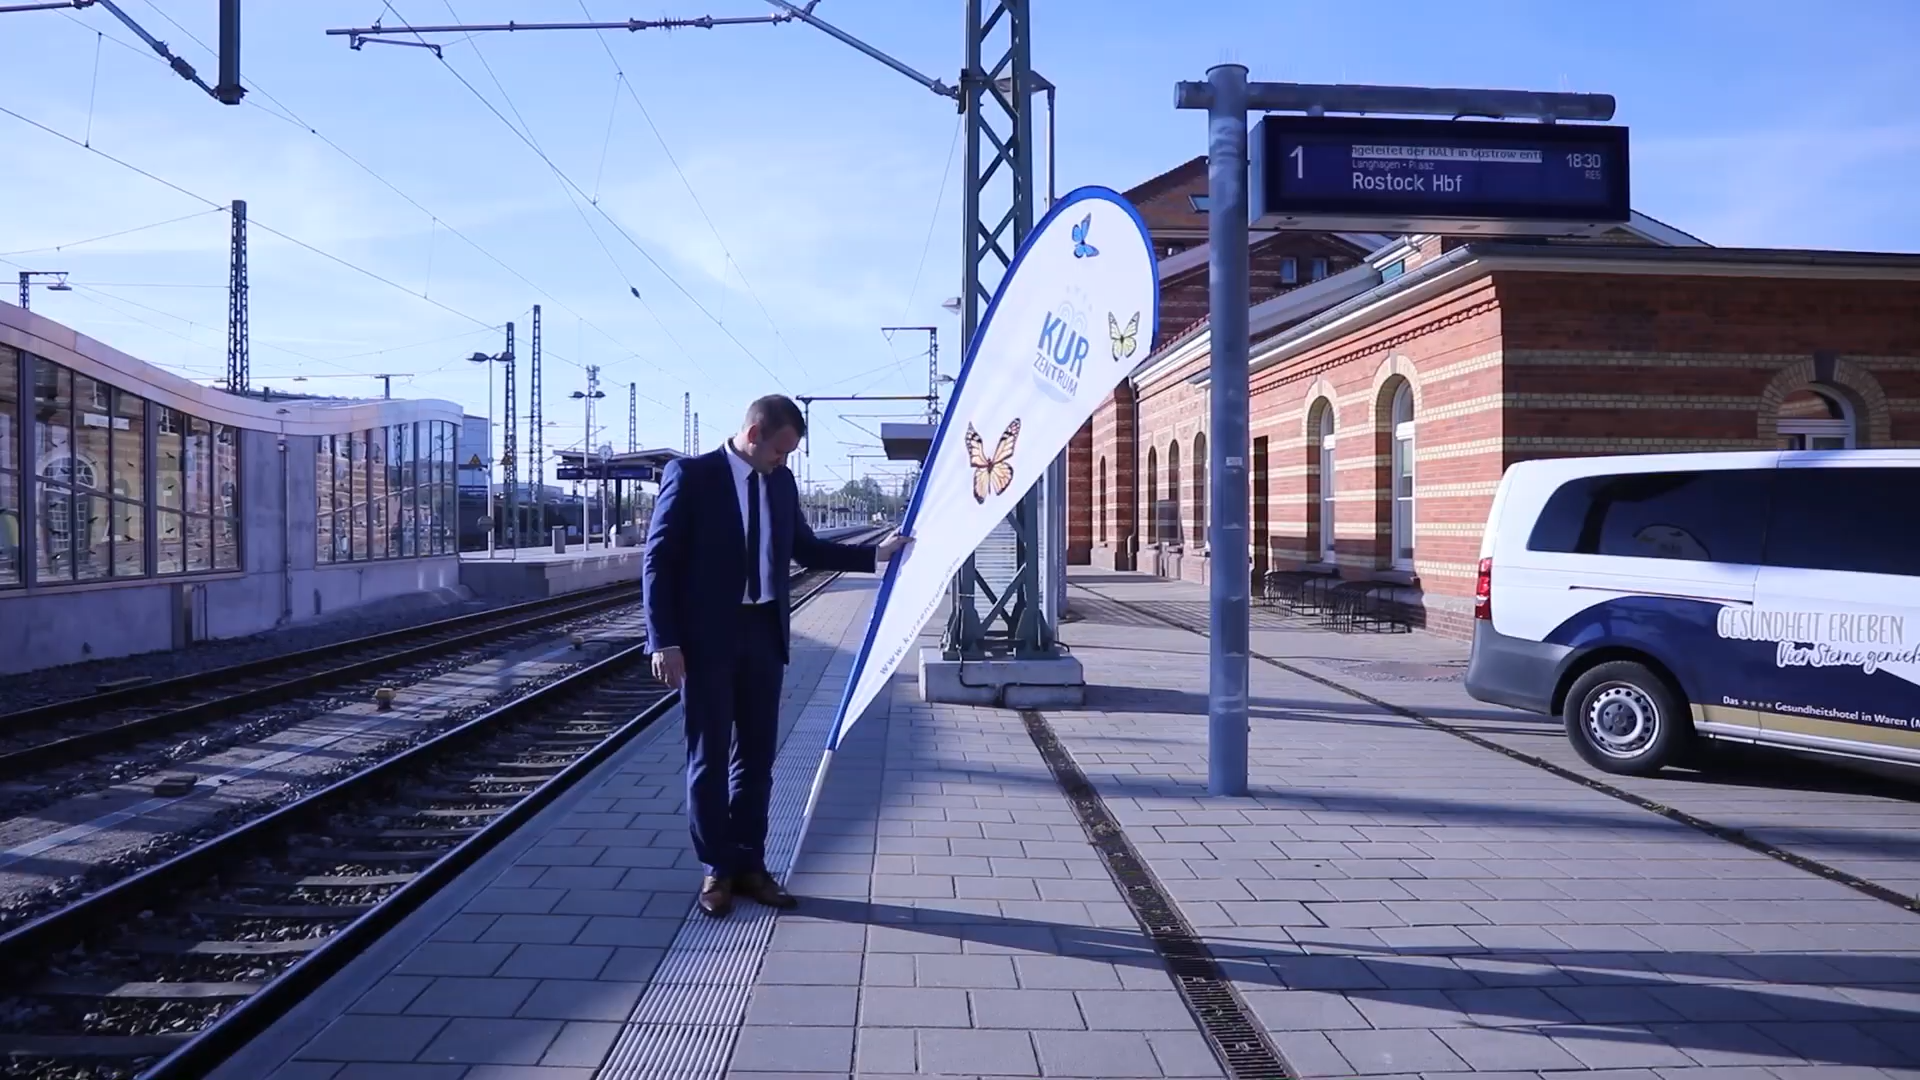 1
geleitet der HALT in Güstrow entf
18:30
Langhagen - Plaaz
RE5
Rostock Hbf
KUR
ZENTRUM
www.kurzentrum.com
GESUNDHEIT ERLEBEN
Vier Sterne genieß
Das **** Gesundheitshotel in Waren (M